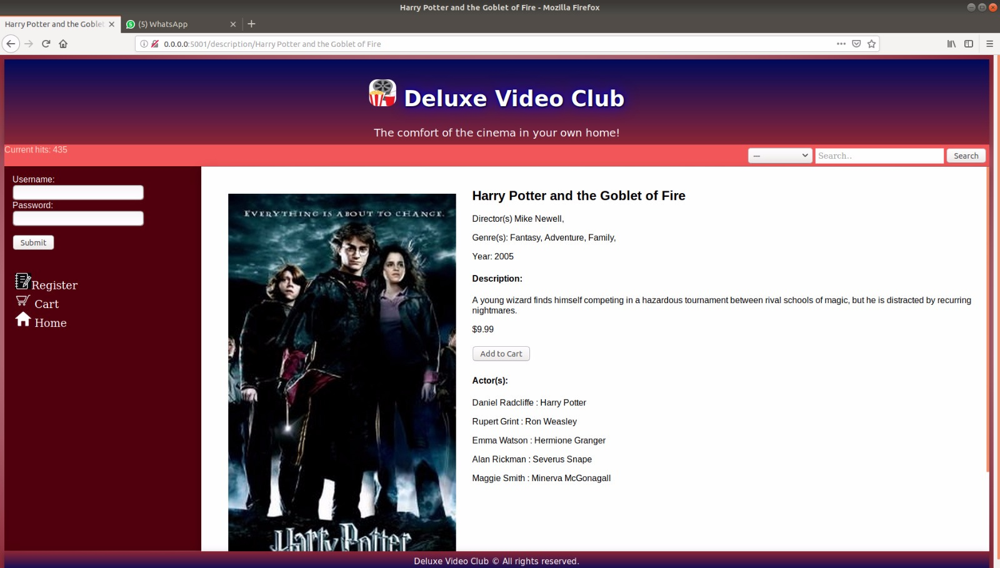 Harry Potter and the Goblet of Fire - Mozilla Firefox
Harry Potter and the Goblet
(5) WhatsApp
0.0.0.0:5001/description/Harry Potter and the Goblet of Fire
Deluxe Video Club
The comfort of the cinema in your own home!
Current hits: 435
---
Search..
Search
Username:
Password:
Submit
Register
Cart
Home
EVERYTHING IS ABOUT TO CHANGE.
Harry Potter
Harry Potter and the Goblet of Fire
Director(s) Mike Newell,
Genre(s): Fantasy, Adventure, Family,
Year: 2005
Description:
A young wizard finds himself competing in a hazardous tournament between rival schools of magic, but he is distracted by recurring
nightmares.
$9.99
Add to Cart
Actor(s):
Daniel Radcliffe : Harry Potter
Rupert Grint : Ron Weasley
Emma Watson : Hermione Granger
Alan Rickman : Severus Snape
Maggie Smith : Minerva McGonagall
Deluxe Video Club © All rights reserved.